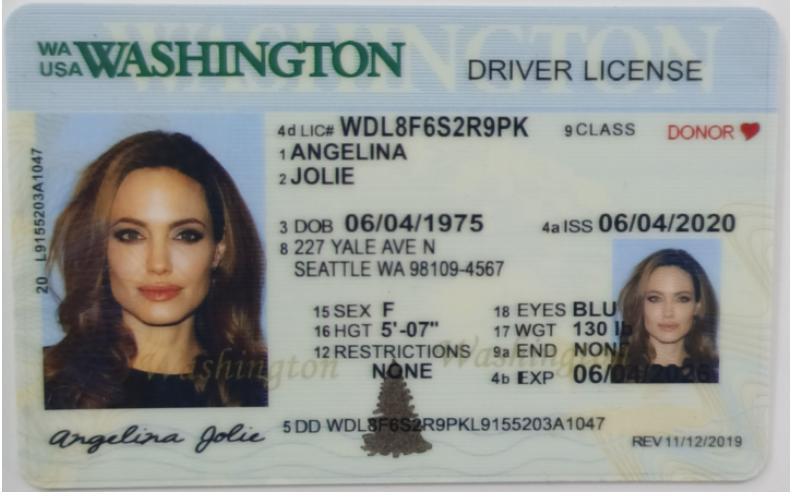 WA
USA WASHINGTON
DRIVER LICENSE
4d LIC# WDL8F6S2R9PK 9 CLASS DONOR
1 ANGELINA
2 JOLIE
3 DOB 06/04/1975 4a ISS 06/04/2020
8 227 YALE AVE N
SEATTLE WA 98109-4567
15 SEX F 18 EYES BLU
16 HGT 5'-07" 17 WGT 130 lb
12 RESTRICTIONS 9a END NONE
NONE 4b EXP 06/04/2026
Washington Washington
5 DD WDL8F6S2R9PKL9155203A1047
Angelina Jolie
REV 11/12/2019
20 L9155203A1047
WASHINGTON